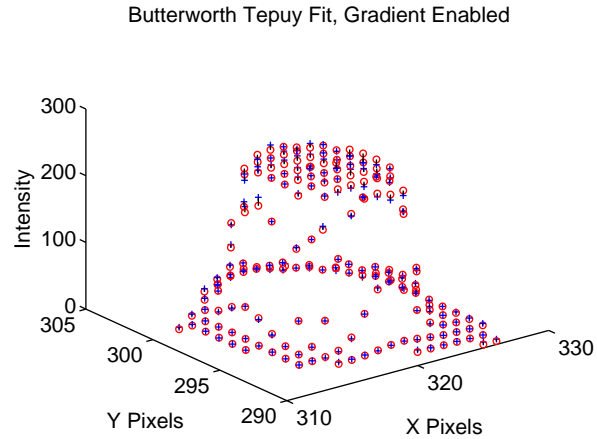 Butterworth Tepuy Fit, Gradient Enabled
300
200
100
0
Intensity
305
300
295
290
Y Pixels
310
320
330
X Pixels